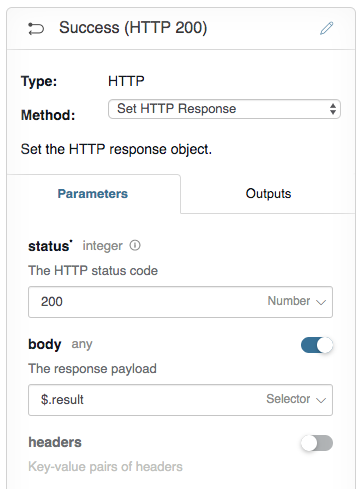 Success (HTTP 200)
Type: HTTP
Method: Set HTTP Response
Set the HTTP response object.
Parameters Outputs
status* integer
The HTTP status code
200 Number
body any
The response payload
$.result Selector
headers
Key-value pairs of headers